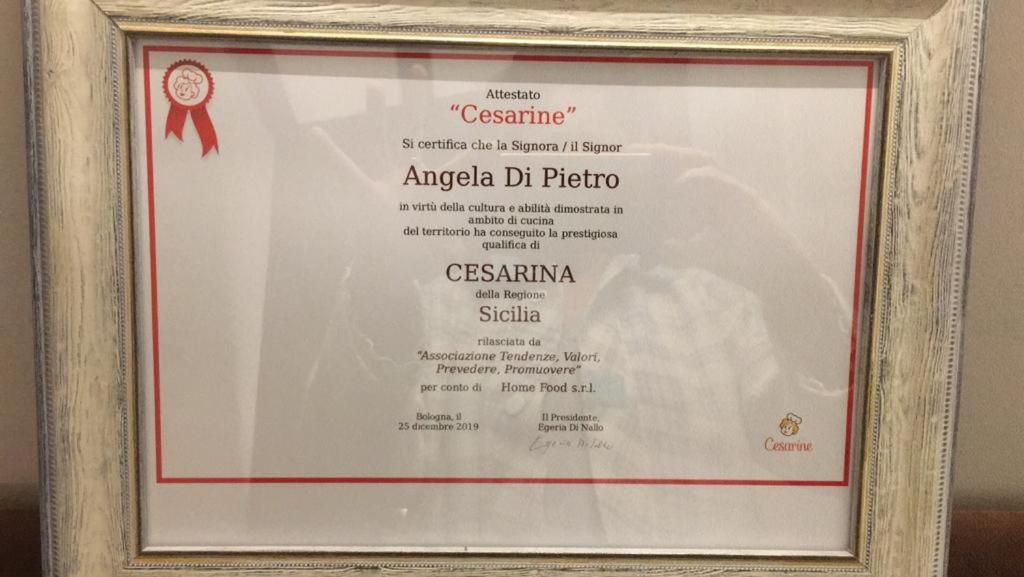 Attestato
“Cesarine”
Si certifica che la Signora / il Signor
Angela Di Pietro
in virtù della cultura e abilità dimostrata in
ambito di cucina
del territorio ha conseguito la prestigiosa
qualifica di
CESARINA
della Regione
Sicilia
rilasciata da
“Associazione Tendenze, Valori,
Prevedere, Promuovere”
per conto di Home Food s.r.l.
Bologna, il
25 dicembre 2019
Il Presidente,
Egeria Di Nallo
Cesarine